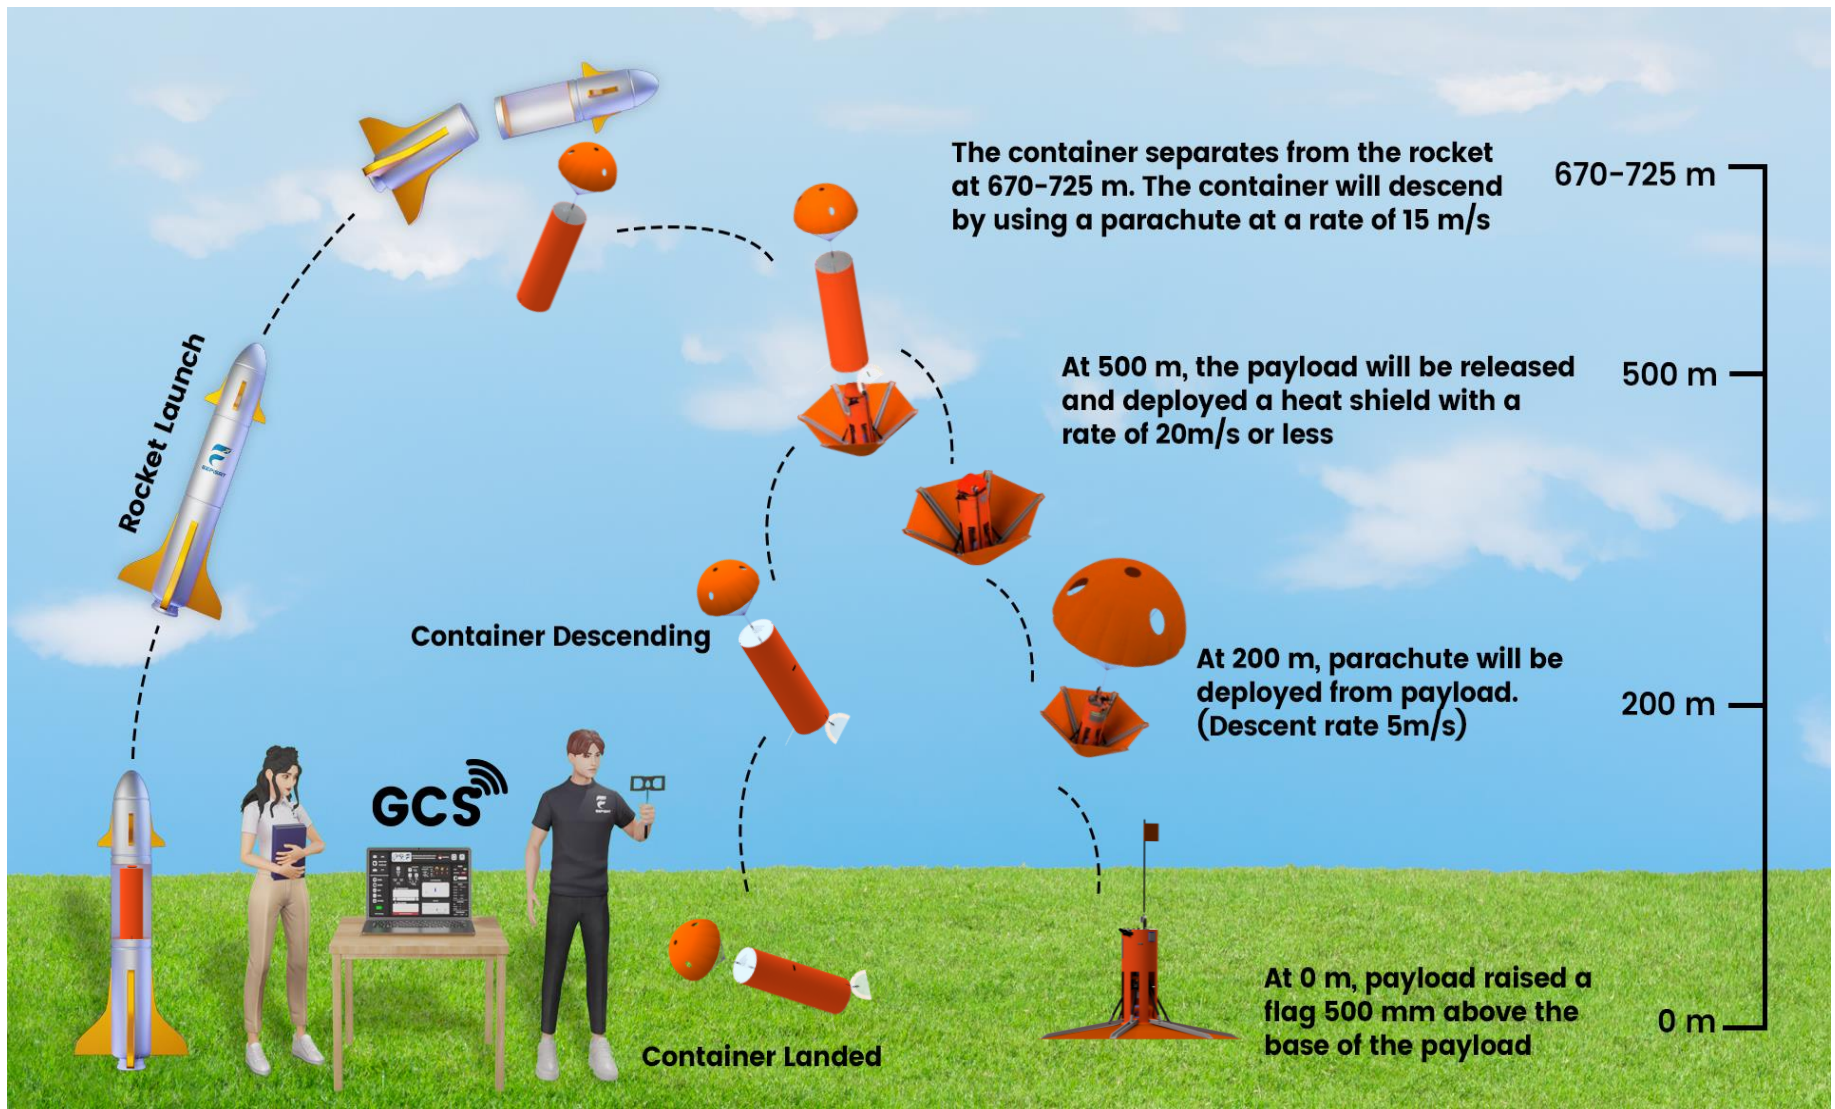 The container separates from the rocket
at 670-725 m. The container will descend
by using a parachute at a rate of 15 m/s
670-725 m
At 500 m, the payload will be released
and deployed a heat shield with a
rate of 20m/s or less
500 m
Rocket Launch
Container Descending
At 200 m, parachute will be
deployed from payload.
(Descent rate 5m/s)
200 m
GCS
At 0 m, payload raised a
flag 500 mm above the
base of the payload
0 m
Container Landed